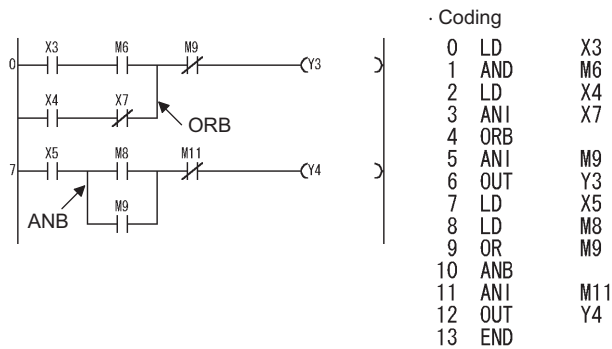 X3 M6 M9
0 Y3
X4 X7
ORB
X5 M8 M11
7 Y4
M9
ANB
· Coding
0 LD X3
1 AND M6
2 LD X4
3 ANI X7
4 ORB
5 ANI M9
6 OUT Y3
7 LD X5
8 LD M8
9 OR M9
10 ANB
11 ANI M11
12 OUT Y4
13 END